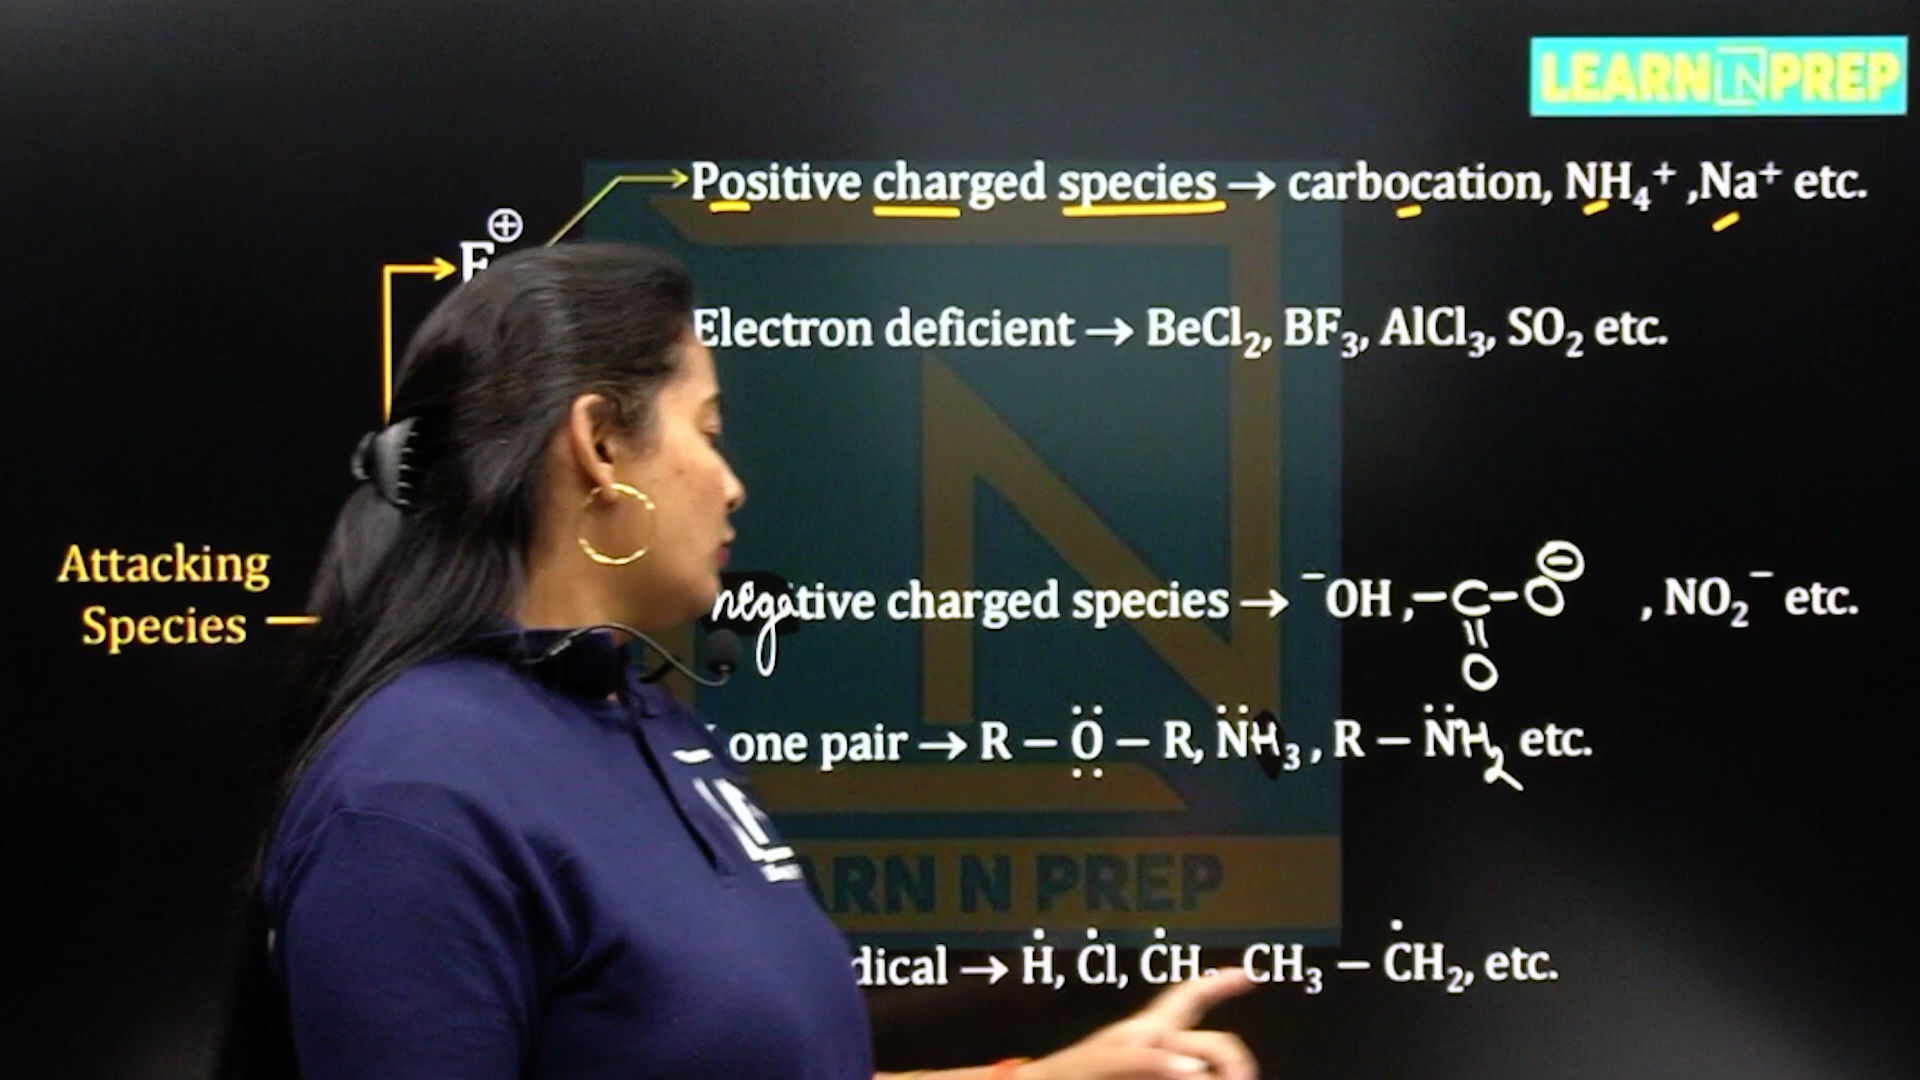 LEARN N PREP
Positive charged species → carbocation, NH₄⁺ ,Na⁺ etc.
E⊕
Electron deficient → BeCl₂, BF₃, AlCl₃, SO₂ etc.
Attacking
Species
negative charged species → ⁻OH ,–C–O⊖ , NO₂⁻ etc.
||
O
one pair → R – Ö – R, N̈H₃ , R – N̈H₂ etc.
ARN N PREP
dical → Ḣ, Ċl, ĊH CH₃ – ĊH₂, etc.